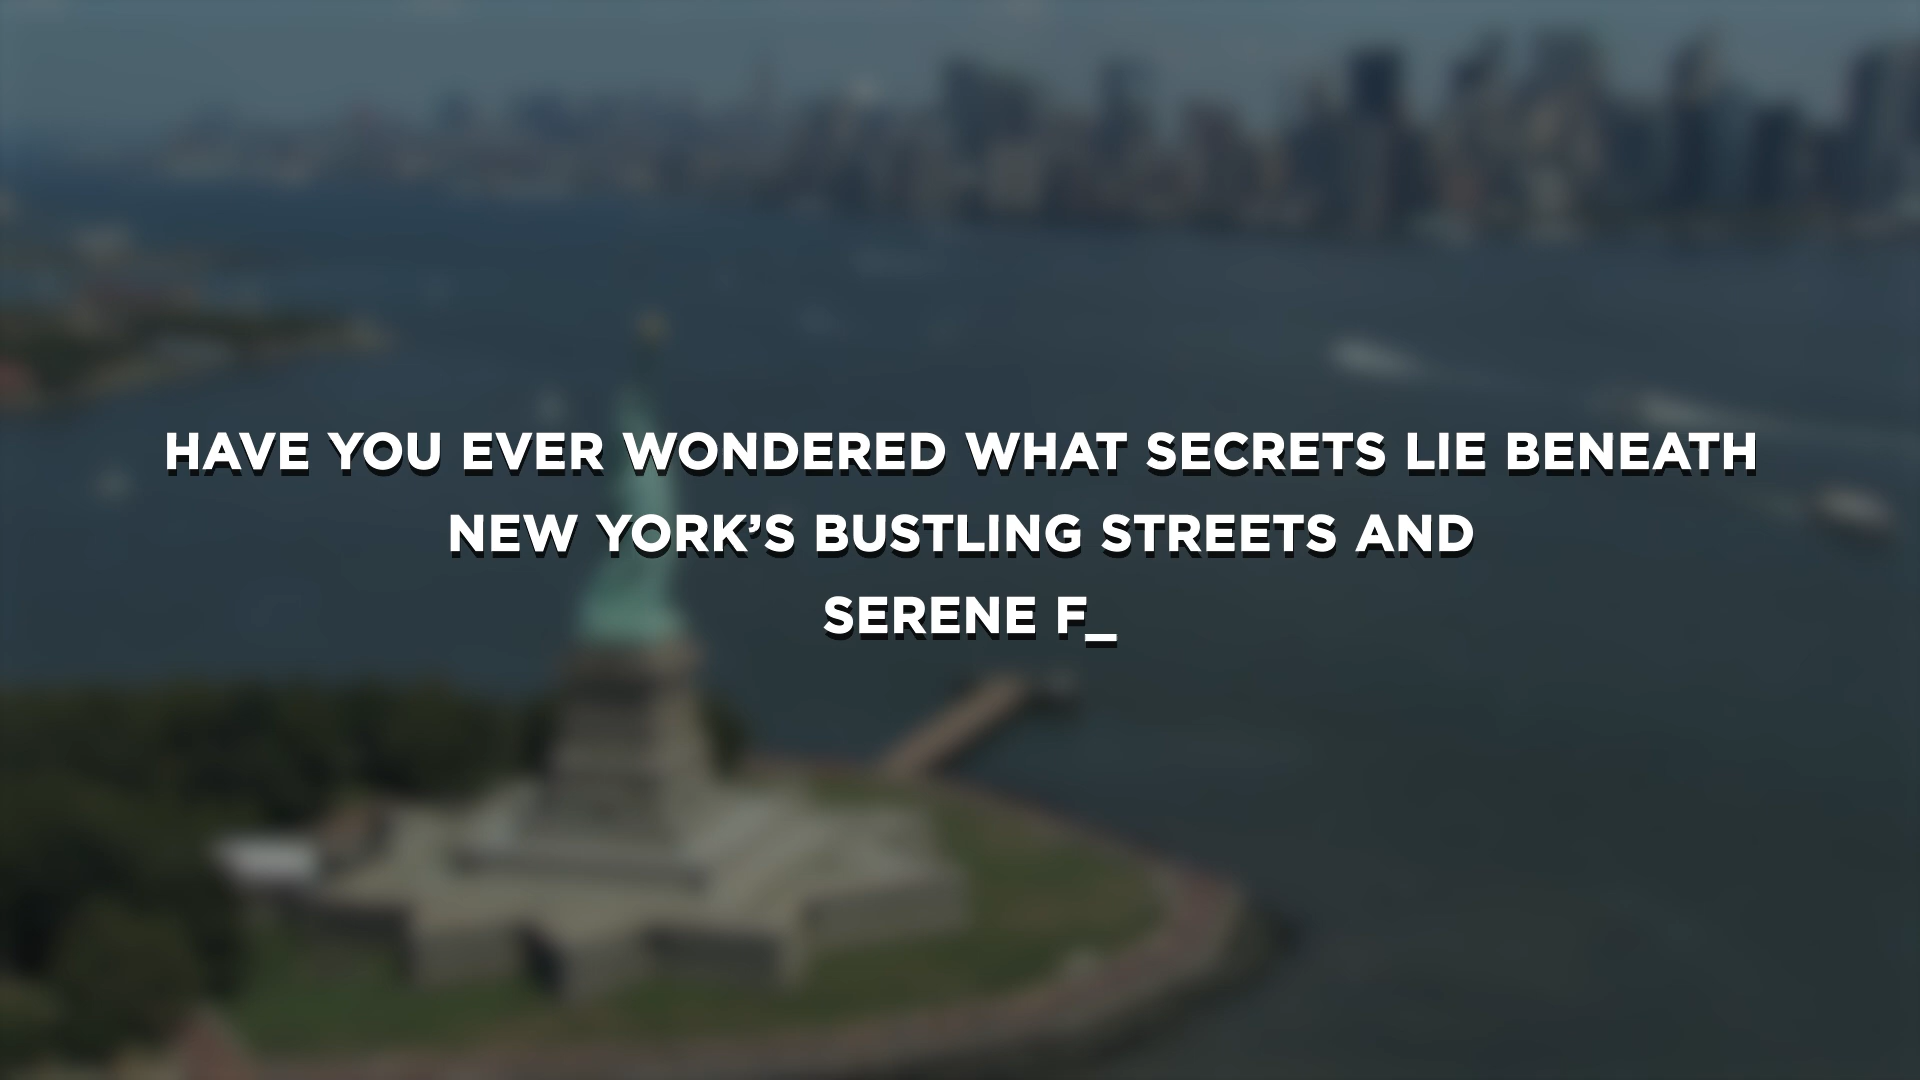 HAVE YOU EVER WONDERED WHAT SECRETS LIE BENEATH
NEW YORK’S BUSTLING STREETS AND
SERENE F_